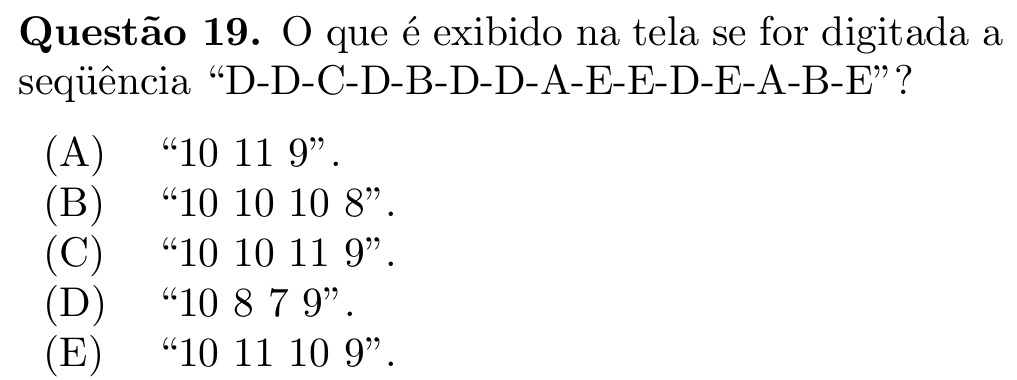 Questão 19. O que é exibido na tela se for digitada a
seqüência “D-D-C-D-B-D-D-A-E-E-D-E-A-B-E”?
(A) “10 11 9”.
(B) “10 10 10 8”.
(C) “10 10 11 9”.
(D) “10 8 7 9”.
(E) “10 11 10 9”.